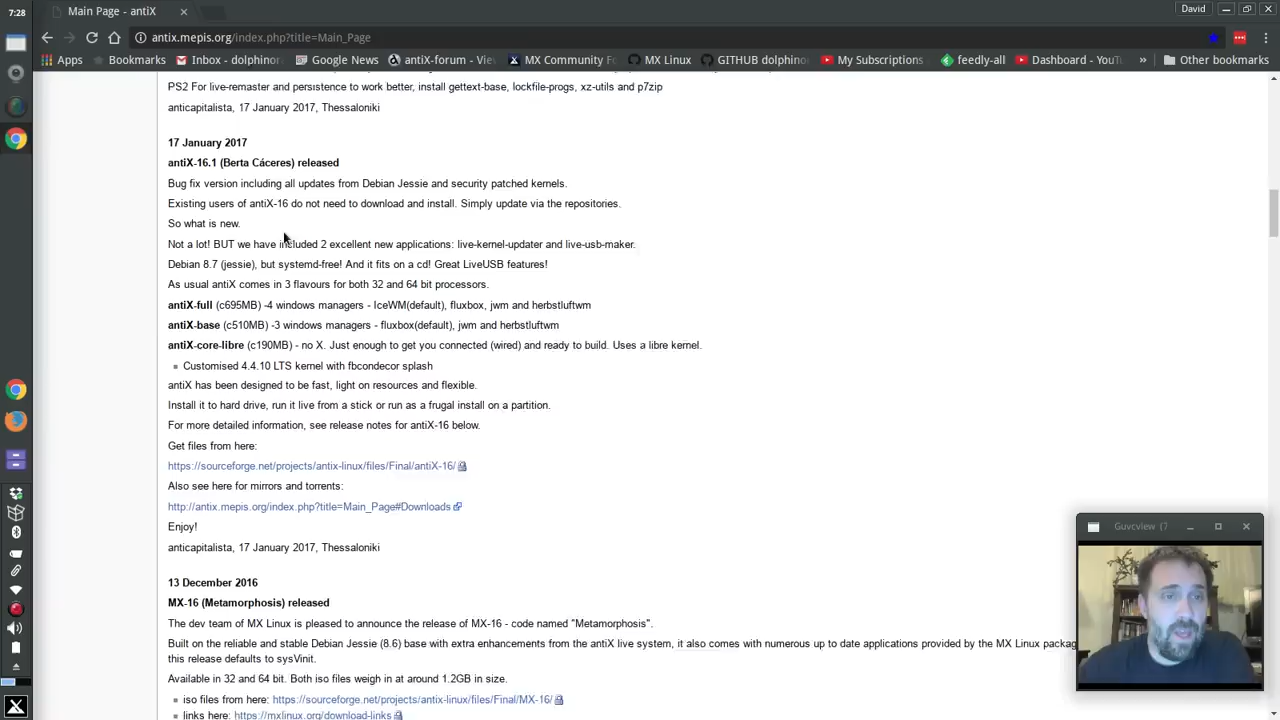 7:28
Main Page - antiX
David
antix.mepis.org/index.php?title=Main_Page
Apps
Bookmarks
Inbox - dolphinor
Google News
antiX-forum - Vie
MX Community F
MX Linux
GITHUB dolphino
My Subscriptions
feedly-all
Dashboard - YouT
Other bookmarks
PS2 For live-remaster and persistence to work better, install gettext-base, lockfile-progs, xz-utils and p7zip
anticapitalista, 17 January 2017, Thessaloniki
17 January 2017
antiX-16.1 (Berta Cáceres) released
Bug fix version including all updates from Debian Jessie and security patched kernels.
Existing users of antiX-16 do not need to download and install. Simply update via the repositories.
So what is new.
Not a lot! BUT we have included 2 excellent new applications: live-kernel-updater and live-usb-maker.
Debian 8.7 (jessie), but systemd-free! And it fits on a cd! Great LiveUSB features!
As usual antiX comes in 3 flavours for both 32 and 64 bit processors.
antiX-full (c695MB) -4 windows managers - IceWM(default), fluxbox, jwm and herbstluftwm
antiX-base (c510MB) -3 windows managers - fluxbox(default), jwm and herbstluftwm
antiX-core-libre (c190MB) - no X. Just enough to get you connected (wired) and ready to build. Uses a libre kernel.
Customised 4.4.10 LTS kernel with fbcondecor splash
antiX has been designed to be fast, light on resources and flexible.
Install it to hard drive, run it live from a stick or run as a frugal install on a partition.
For more detailed information, see release notes for antiX-16 below.
Get files from here:
https://sourceforge.net/projects/antix-linux/files/Final/antiX-16/
Also see here for mirrors and torrents:
http://antix.mepis.org/index.php?title=Main_Page#Downloads
Enjoy!
anticapitalista, 17 January 2017, Thessaloniki
Guvcview (7
13 December 2016
MX-16 (Metamorphosis) released
The dev team of MX Linux is pleased to announce the release of MX-16 - code named "Metamorphosis".
Built on the reliable and stable Debian Jessie (8.6) base with extra enhancements from the antiX live system, it also comes with numerous up to date applications provided by the MX Linux packag
this release defaults to sysVinit.
Available in 32 and 64 bit. Both iso files weigh in at around 1.2GB in size.
iso files from here: https://sourceforge.net/projects/antix-linux/files/Final/MX-16/
links here: https://mxlinux.org/download-links